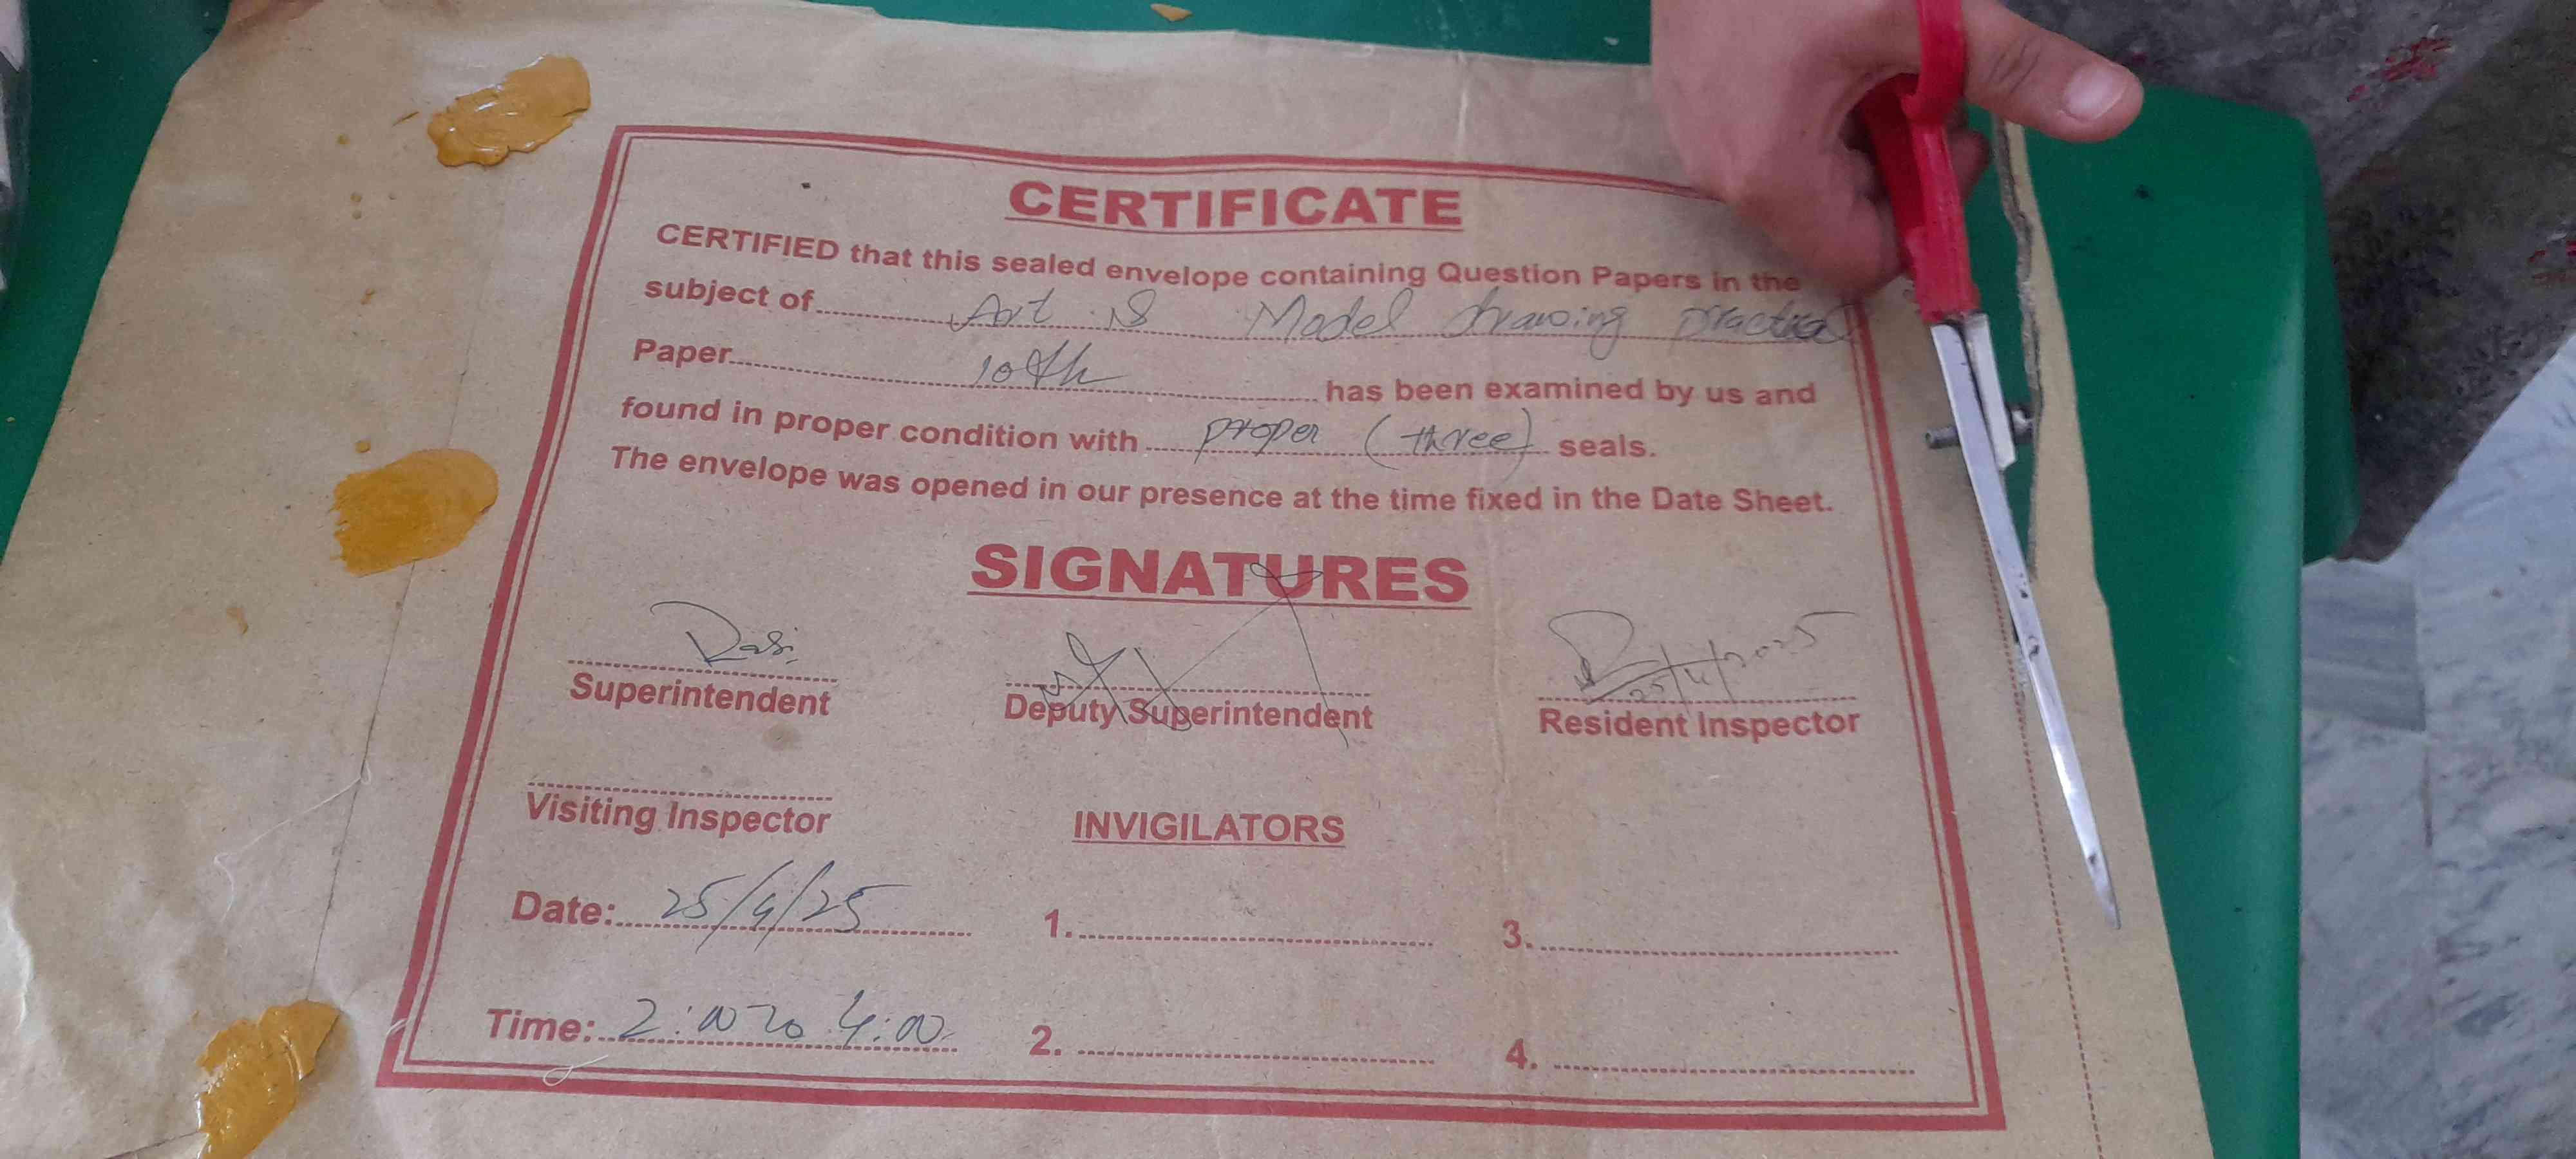 CERTIFICATE
CERTIFIED that this sealed envelope containing Question Papers in the
subject of Art & Model drawing practical
Paper 10th has been examined by us and
found in proper condition with proper (three) seals.
The envelope was opened in our presence at the time fixed in the Date Sheet.
SIGNATURES
25/4/2025
Superintendent Deputy Superintendent Resident Inspector
Visiting Inspector INVIGILATORS
Date: 25/4/25 1. 3.
Time: 2:00 to 4:00 2. 4.